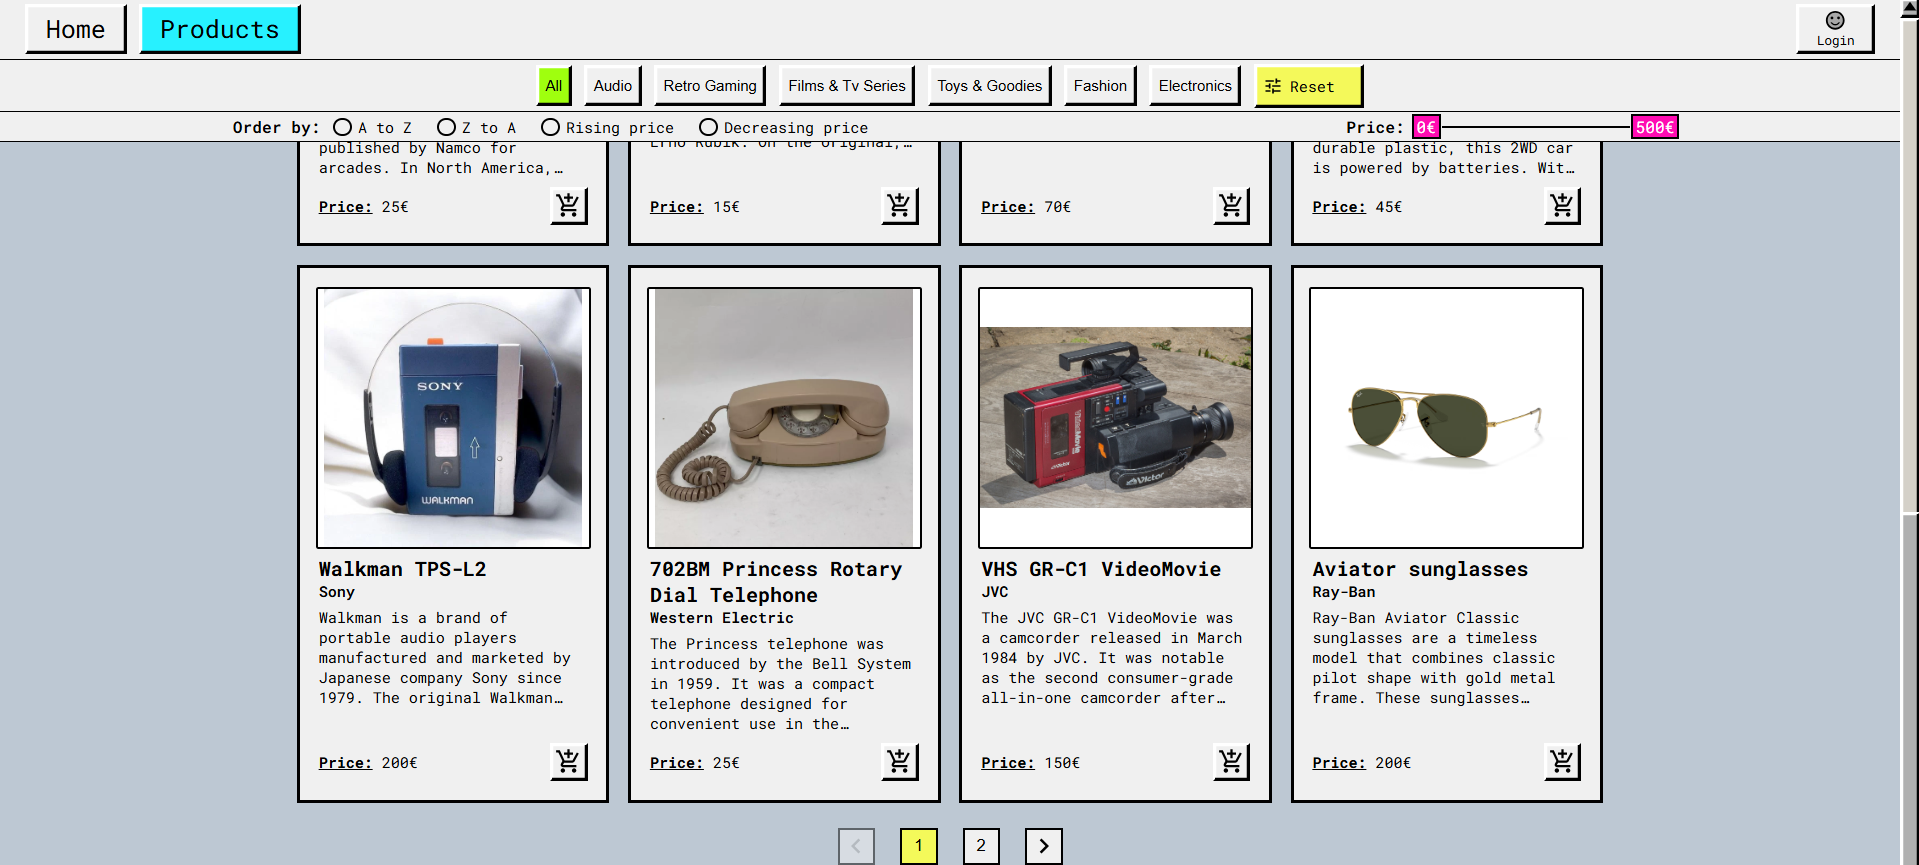 Home
Products
Login
All
Audio
Retro Gaming
Films & Tv Series
Toys & Goodies
Fashion
Electronics
Reset
Order by:
A to Z
Z to A
Rising price
Decreasing price
Price:
0€
500€
published by Namco for
arcades. In North America,…
Price: 25€
Erno Rubik. On the original,…
Price: 15€
Price: 70€
durable plastic, this 2WD car
is powered by batteries. Wit…
Price: 45€
SONY
WALKMAN
Walkman TPS-L2
Sony
Walkman is a brand of
portable audio players
manufactured and marketed by
Japanese company Sony since
1979. The original Walkman…
Price: 200€
702BM Princess Rotary
Dial Telephone
Western Electric
The Princess telephone was
introduced by the Bell System
in 1959. It was a compact
telephone designed for
convenient use in the…
Price: 25€
Victor
VHS GR-C1 VideoMovie
JVC
The JVC GR-C1 VideoMovie was
a camcorder released in March
1984 by JVC. It was notable
as the second consumer-grade
all-in-one camcorder after…
Price: 150€
Aviator sunglasses
Ray-Ban
Ray-Ban Aviator Classic
sunglasses are a timeless
model that combines classic
pilot shape with gold metal
frame. These sunglasses…
Price: 200€
1
2